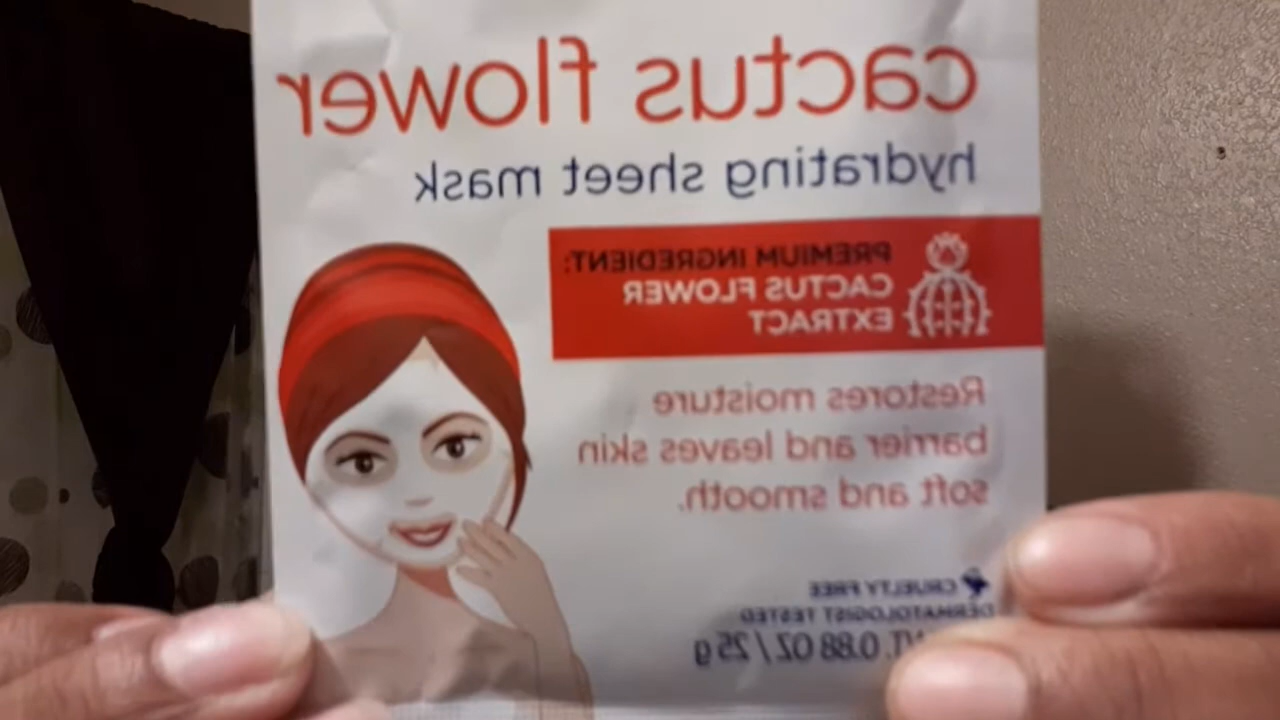 cactus flower
hydrating sheet mask
PREMIUM INGREDIENT:
CACTUS FLOWER
EXTRACT
Restores moisture
barrier and leaves skin
soft and smooth.
CRUELTY FREE
DERMATOLOGIST TESTED
0.88 OZ / 25 g